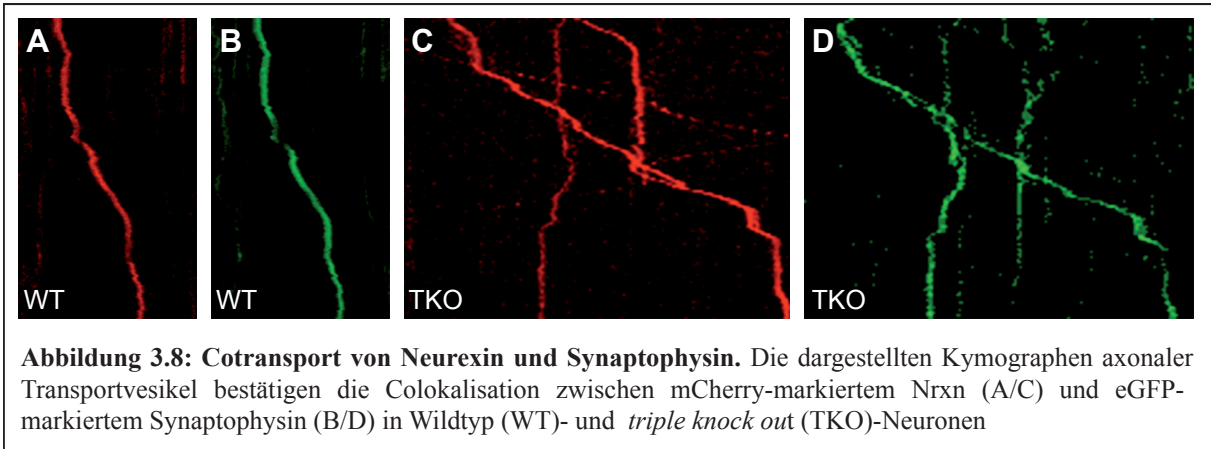 A B C D
WT WT TKO TKO
Abbildung 3.8: Cotransport von Neurexin und Synaptophysin. Die dargestellten Kymographen axonaler
Transportvesikel bestätigen die Colokalisation zwischen mCherry-markiertem Nrxn (A/C) und eGFP-
markiertem Synaptophysin (B/D) in Wildtyp (WT)- und triple knock out (TKO)-Neuronen